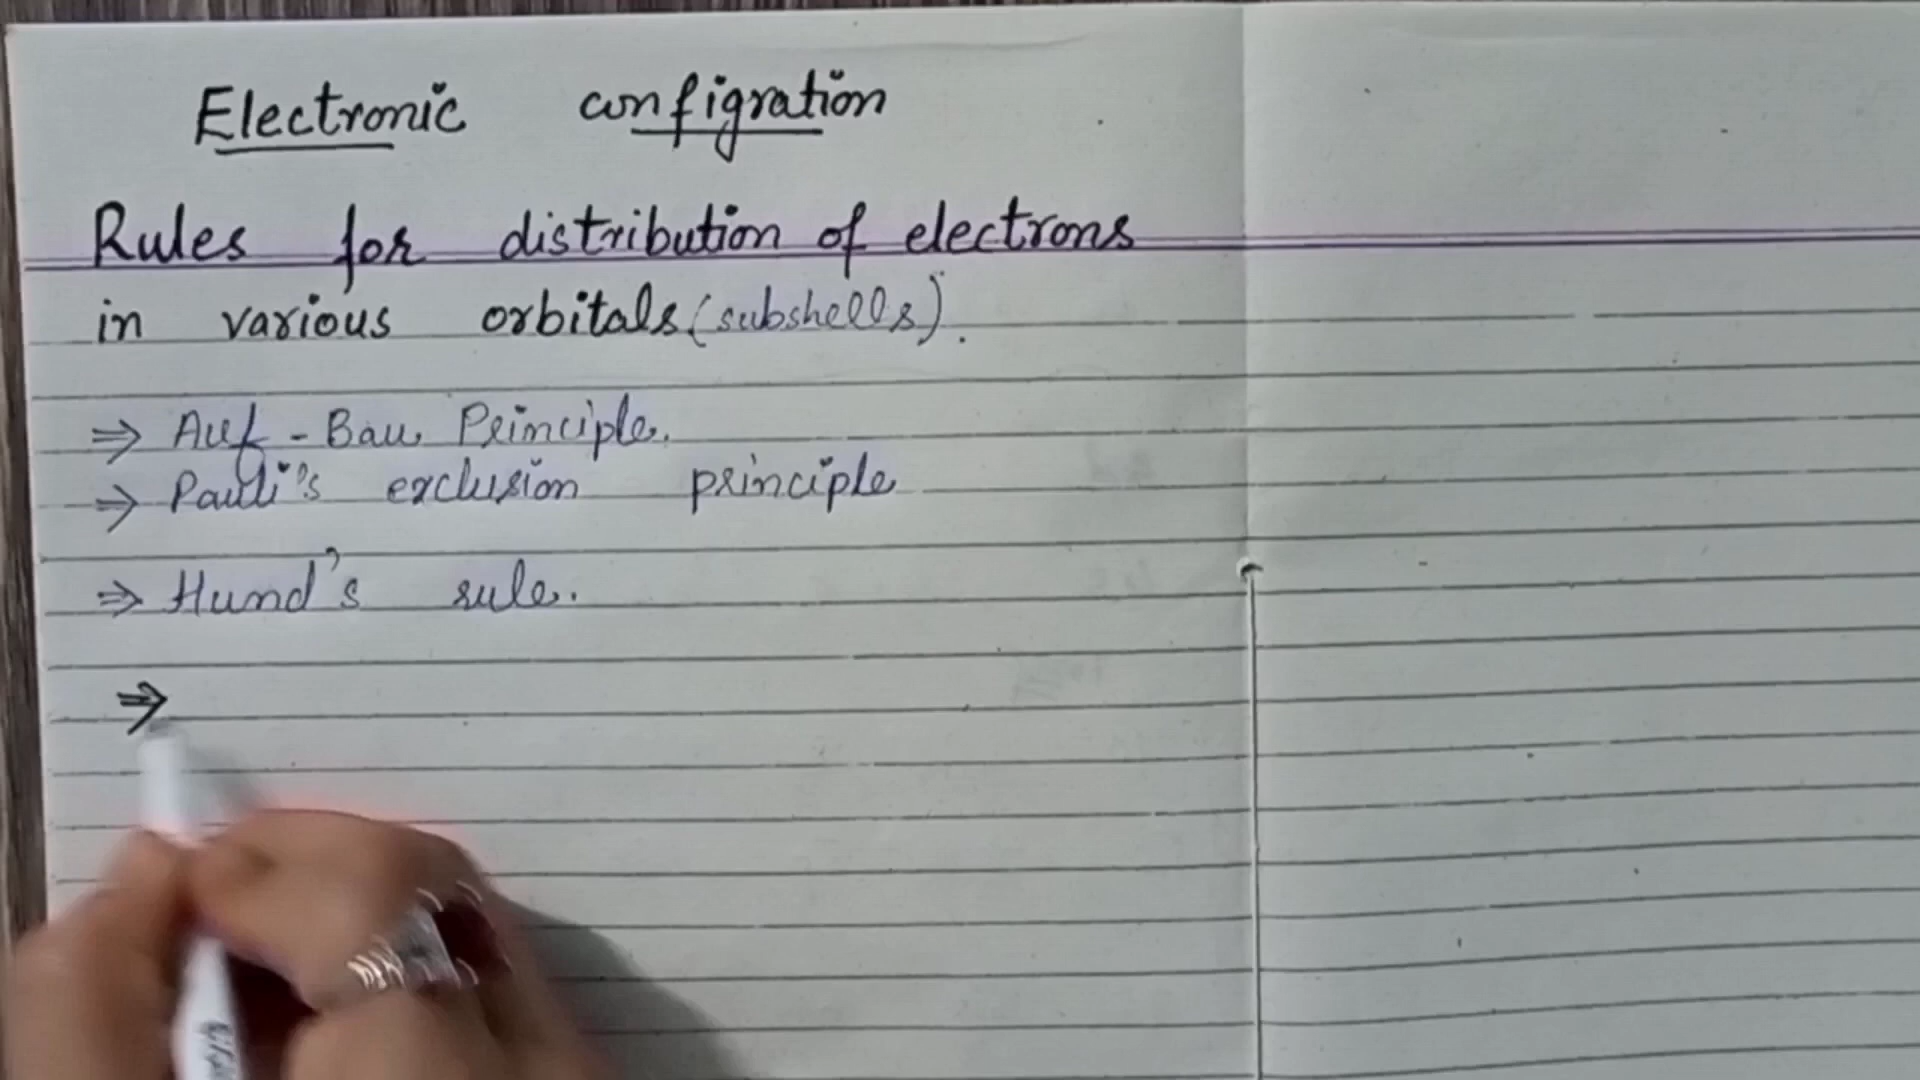 Electronic configration
Rules for distribution of electrons
in various orbitals (subshells).
⇒ Auf-Bau Principle.
⇒ Pauli's exclusion principle
⇒ Hund's rule.
⇒